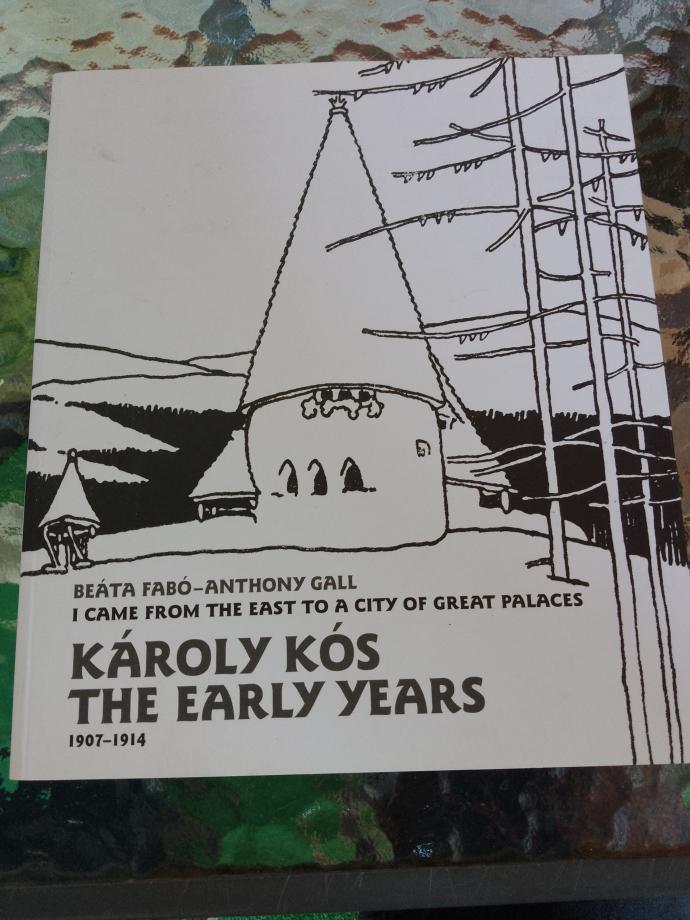 BEÁTA FABÓ–ANTHONY GALL
I CAME FROM THE EAST TO A CITY OF GREAT PALACES
KÁROLY KÓS
THE EARLY YEARS
1907–1914